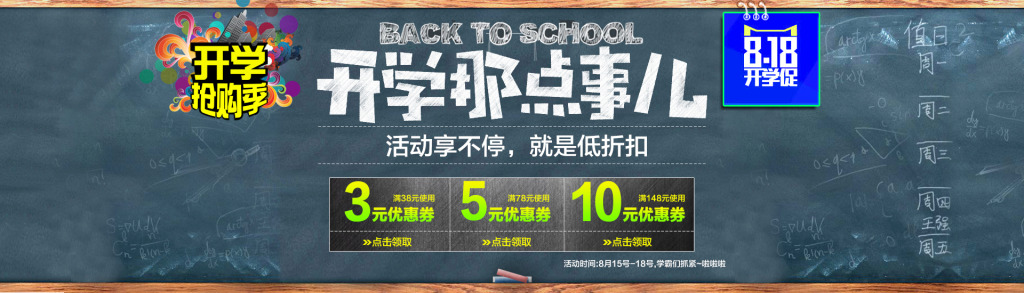 开学
抢购季
BACK TO SCHOOL
开学那点事儿
活动享不停，就是低折扣
3
满38元使用
元优惠券
»点击领取
5
满78元使用
元优惠券
»点击领取
10
满148元使用
元优惠券
»点击领取
活动时间:8月15号-18号,学霸们抓紧-啦啦啦
8.18
开学促
值日
周一
周二
周三
周四
王强
周五